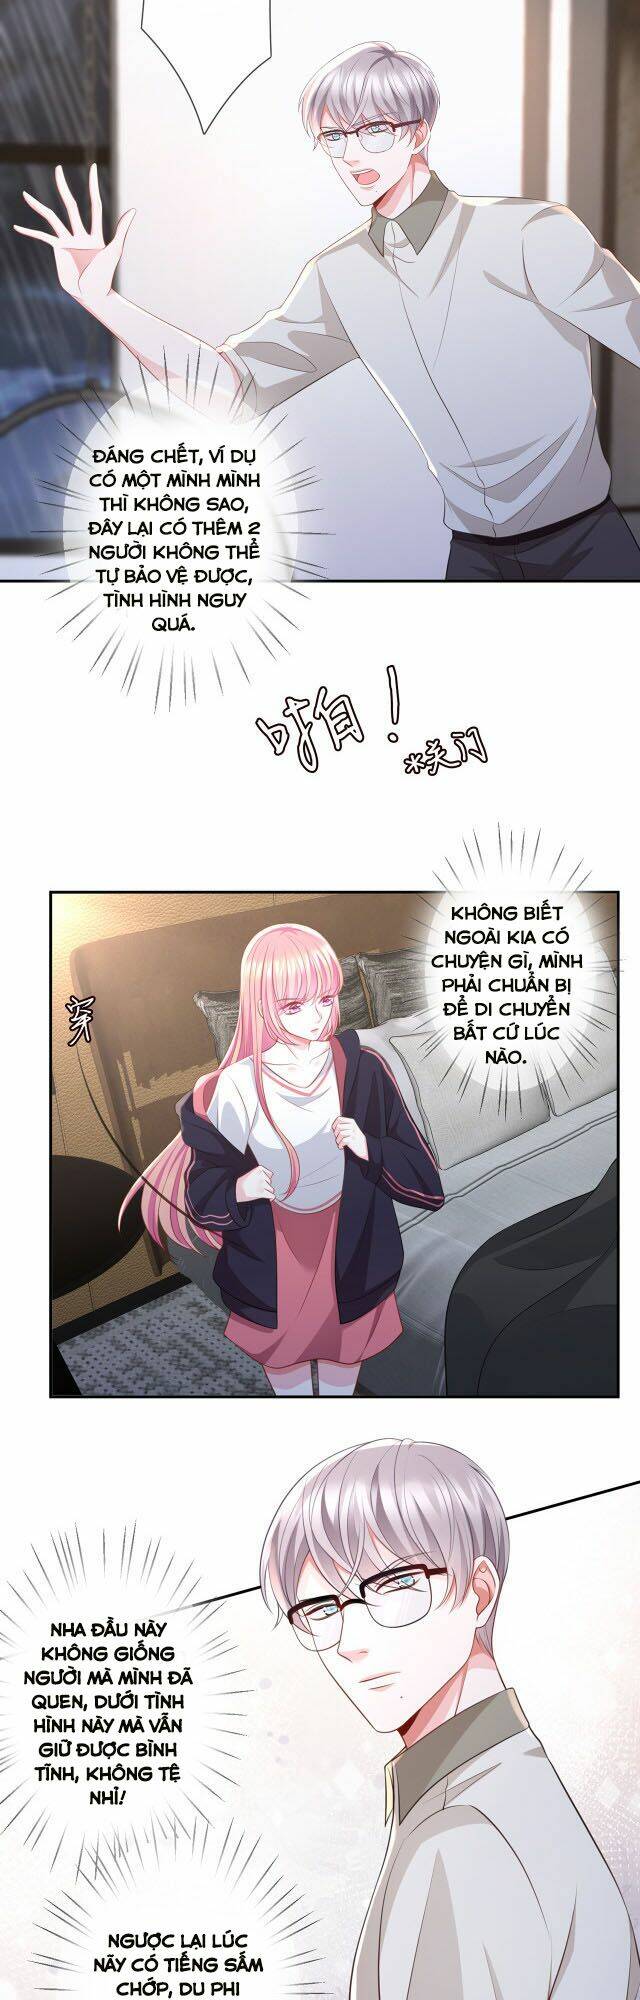 ĐÁNG CHẾT, VÍ DỤ
CÓ MỘT MÌNH MÌNH
THÌ KHÔNG SAO,
ĐÂY LẠI CÓ THÊM 2
NGƯỜI KHÔNG THỂ
TỰ BẢO VỆ ĐƯỢC,
TÌNH HÌNH NGUY
QUÁ.
啪!
*关门
KHÔNG BIẾT
NGOÀI KIA CÓ
CHUYỆN GÌ, MÌNH
PHẢI CHUẨN BỊ
ĐỂ DI CHUYỂN
BẤT CỨ LÚC
NÀO.
穿
NHA ĐẦU NÀY
KHÔNG GIỐNG
NGƯỜI MÀ MÌNH ĐÃ
QUEN, DƯỚI TÌNH
HÌNH NÀY MÀ VẪN
GIỮ ĐƯỢC BÌNH
TĨNH, KHÔNG TỆ
NHỈ!
NGƯỢC LẠI LÚC
NÃY CÓ TIẾNG SẤM
CHỚP, DU PHI